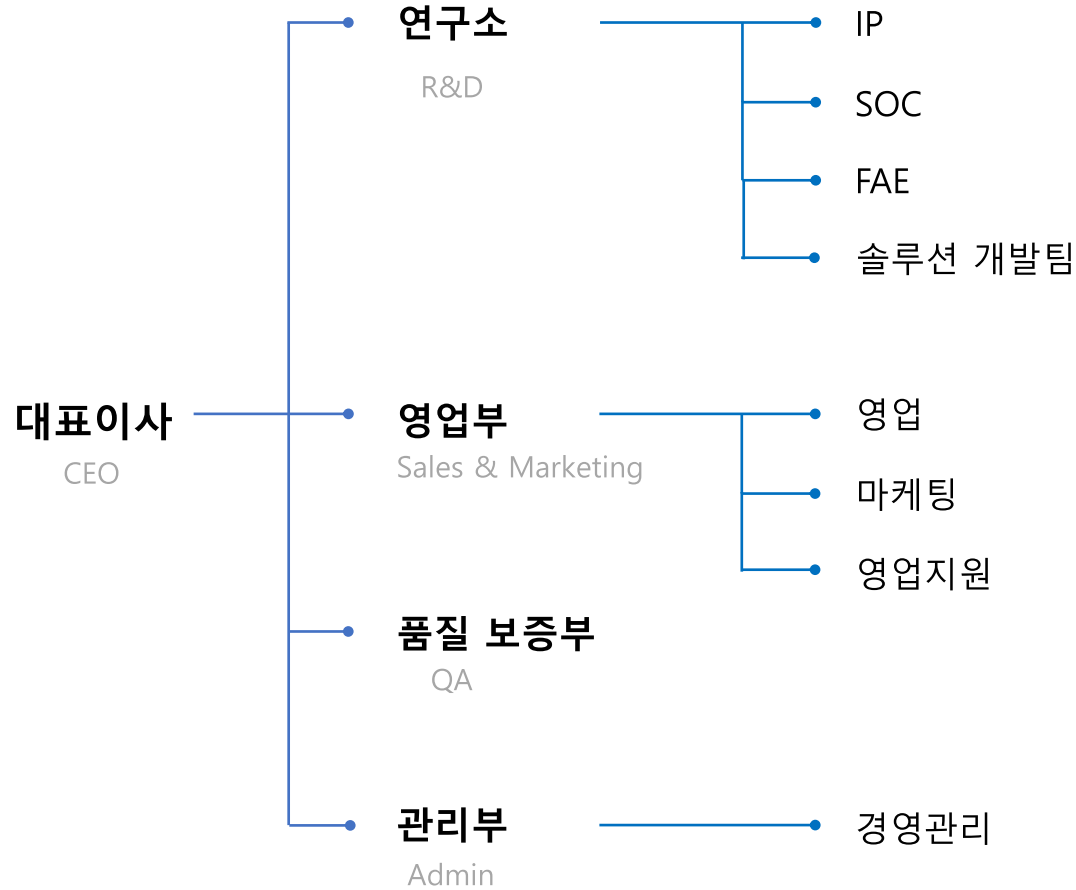 대표이사
CEO
연구소
R&D
IP
SOC
FAE
솔루션 개발팀
영업부
Sales & Marketing
영업
마케팅
영업지원
품질 보증부
QA
관리부
Admin
경영관리